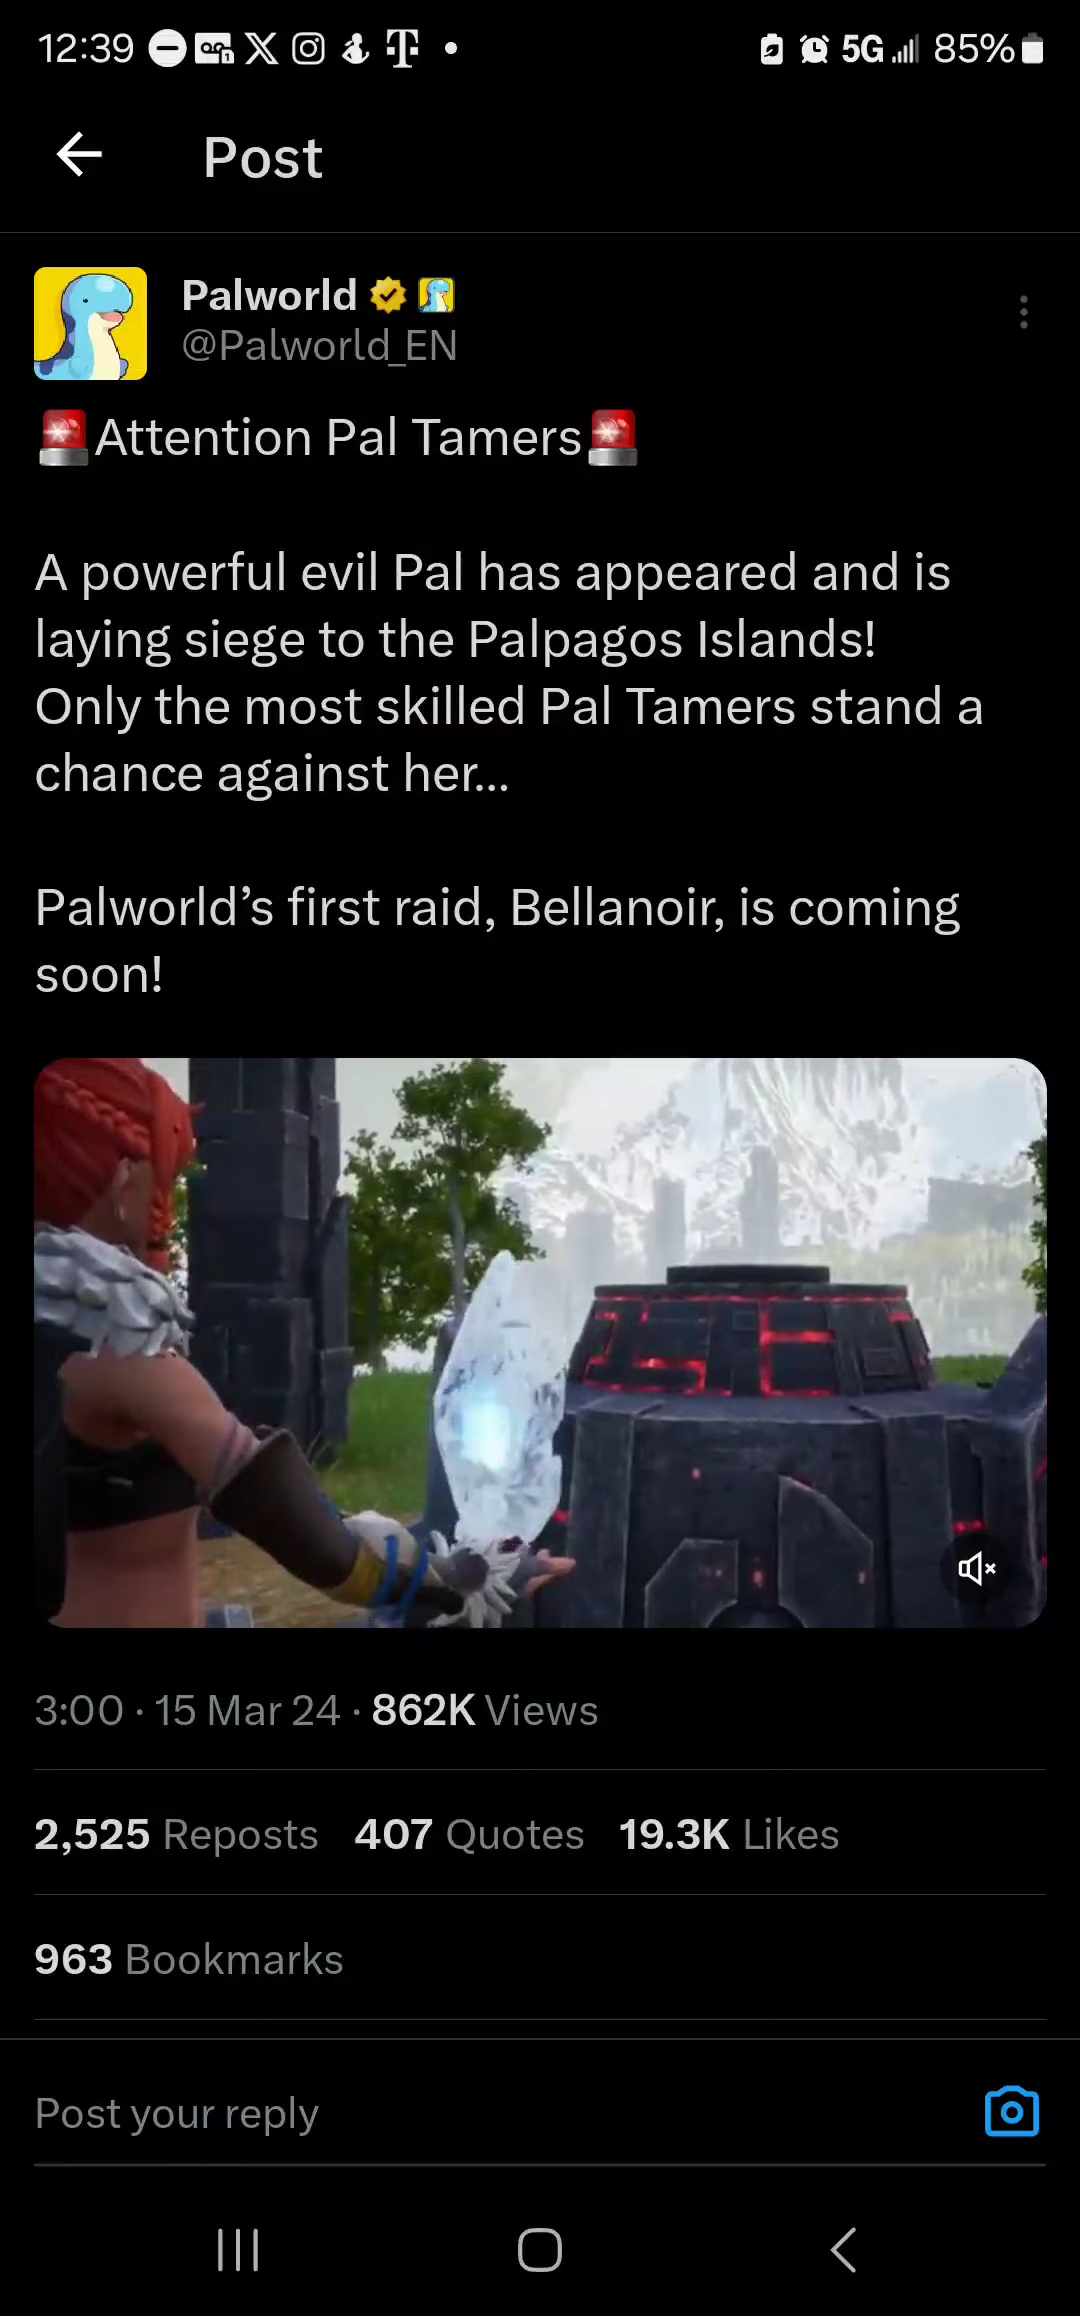 12:39 5G 85%
Post
Palworld
@Palworld_EN
🚨Attention Pal Tamers🚨
A powerful evil Pal has appeared and is
laying siege to the Palpagos Islands!
Only the most skilled Pal Tamers stand a
chance against her...
Palworld’s first raid, Bellanoir, is coming
soon!
3:00 · 15 Mar 24 · 862K Views
2,525 Reposts 407 Quotes 19.3K Likes
963 Bookmarks
Post your reply